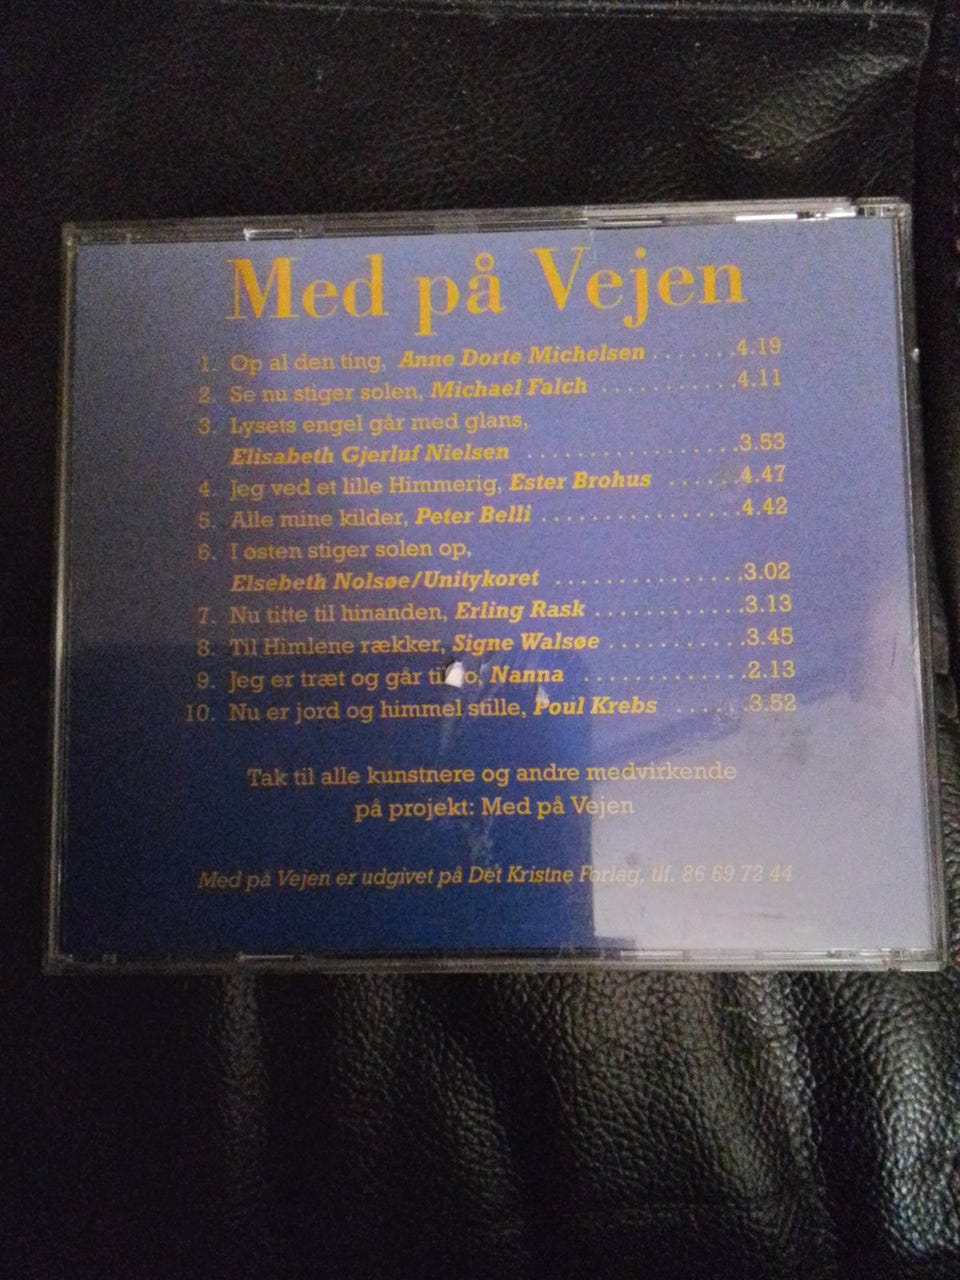 Med på Vejen
1. Op al den ting, Anne Dorte Michelsen . . . . . . . 4.19
2. Se nu stiger solen, Michael Falch . . . . . . . . . . . 4.11
3. Lysets engel går med glans,
Elisabeth Gjerluf Nielsen . . . . . . . . . . . . . . . . . 3.53
4. Jeg ved et lille Himmerig, Ester Brohus . . . . . . 4.47
5. Alle mine kilder, Peter Belli . . . . . . . . . . . . . . . . 4.42
6. I østen stiger solen op,
Elsebeth Nolsøe/Unitykoret . . . . . . . . . . . . . . . 3.02
7. Nu titte til hinanden, Erling Rask . . . . . . . . . . . . 3.13
8. Til Himlene rækker, Signe Walsøe . . . . . . . . . . . 3.45
9. Jeg er træt og går Nanna . . . . . . . . . . . . . 2.13
10. Nu er jord og himmel stille, Poul Krebs . . . . . . 3.52
Tak til alle kunstnere og andre medvirkende
på projekt: Med på Vejen
Med på Vejen er udgivet på Det Kristne Forlag, tlf. 86 69 72 44